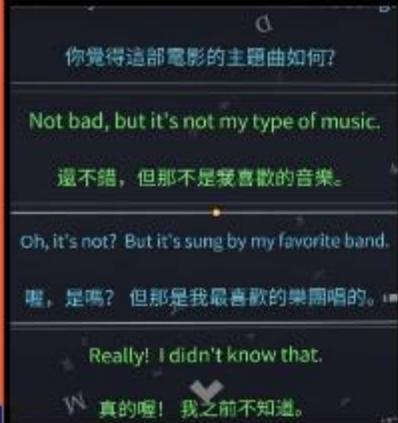 你覺得這部電影的主題曲如何?
Not bad, but it's not my type of music.
還不錯，但那不是我喜歡的音樂。
Oh, it's not? But it's sung by my favorite band.
喔，是嗎? 但那是我最喜歡的樂團唱的。
Really! I didn't know that.
真的喔! 我之前不知道。